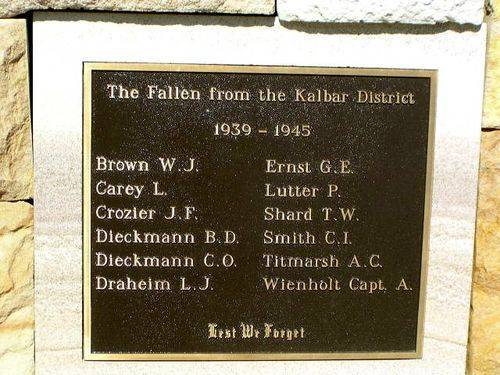 The Fallen from the Kalbar District
1939 - 1945
Brown W.J.
Carey L.
Crozier J.F.
Dieckmann B.D.
Dieckmann C.O.
Draheim L.J.
Ernst G.E.
Lutter P.
Shard T.W.
Smith C.I.
Titmarsh A.C.
Wienholt Capt. A.
Lest We Forget